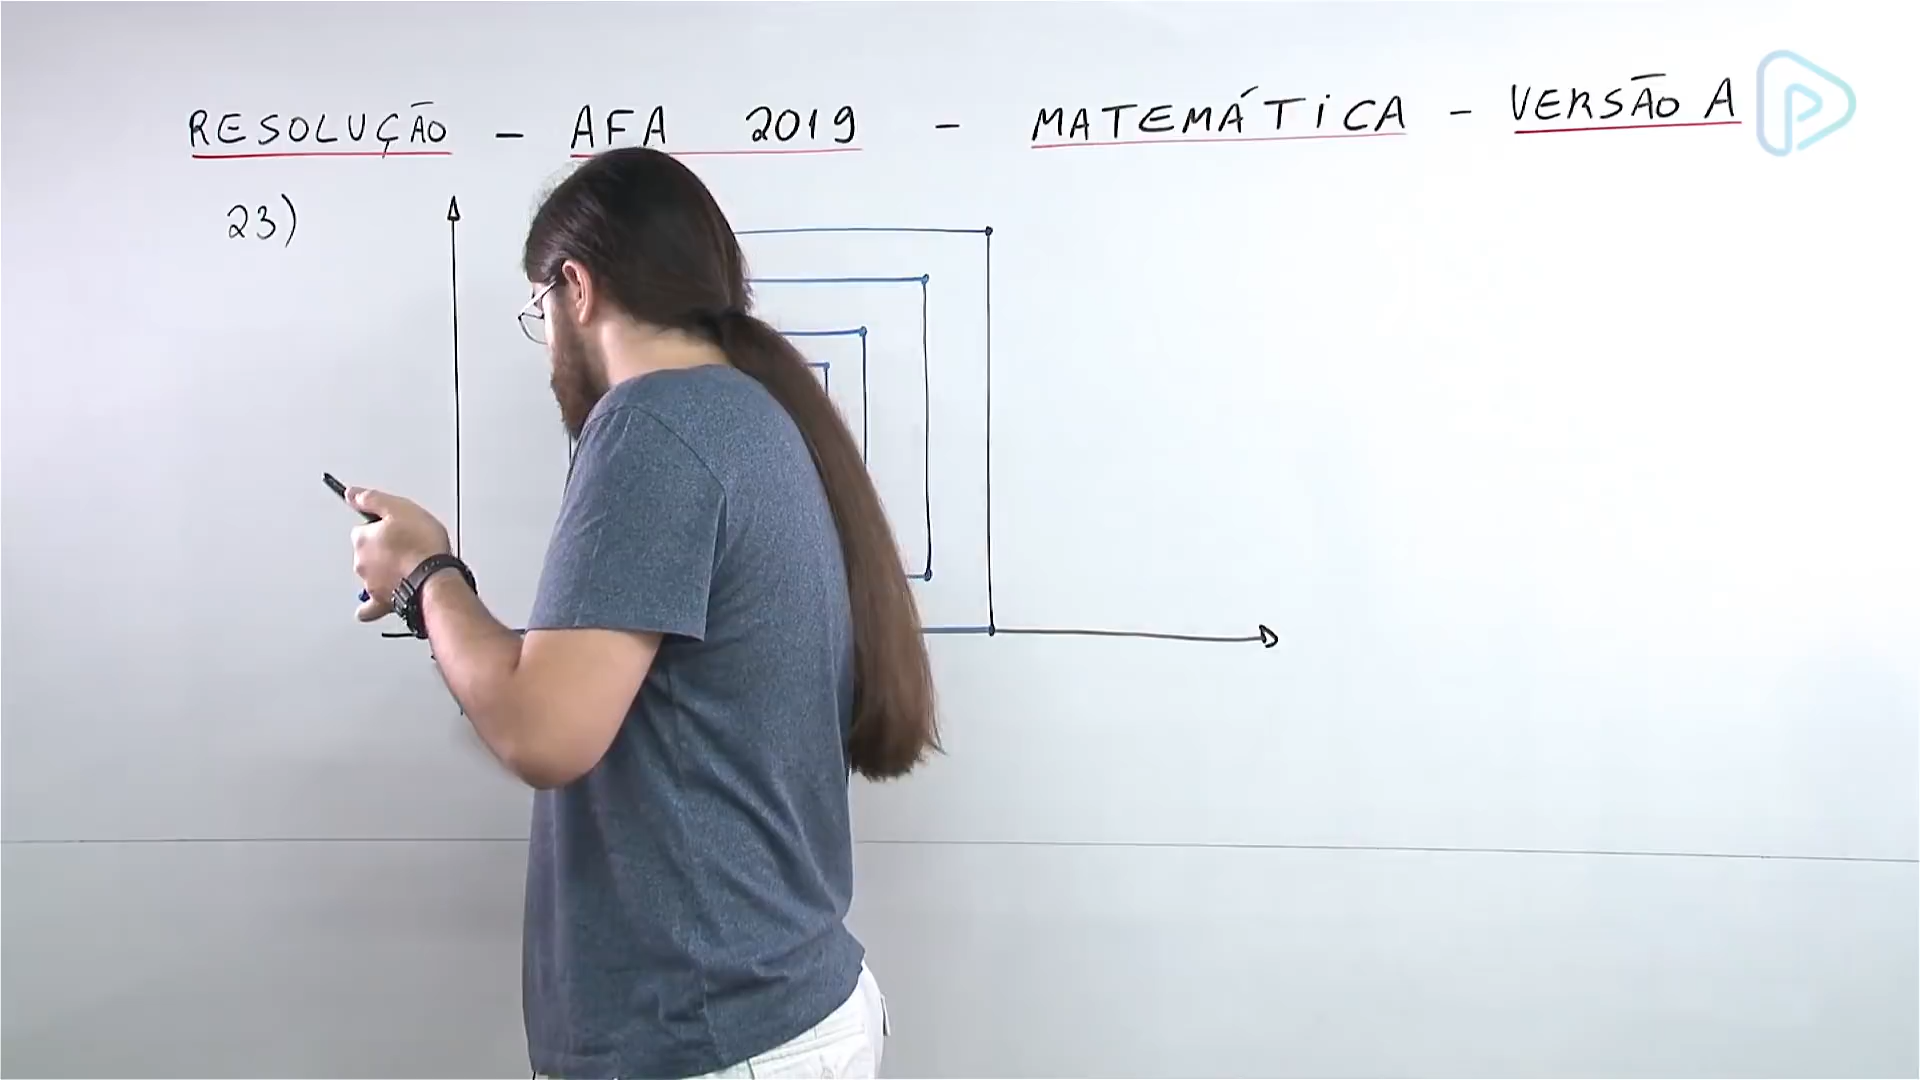 RESOLUÇÃO - AFA 2019 - MATEMÁTiCA - VERSÃO A
23)